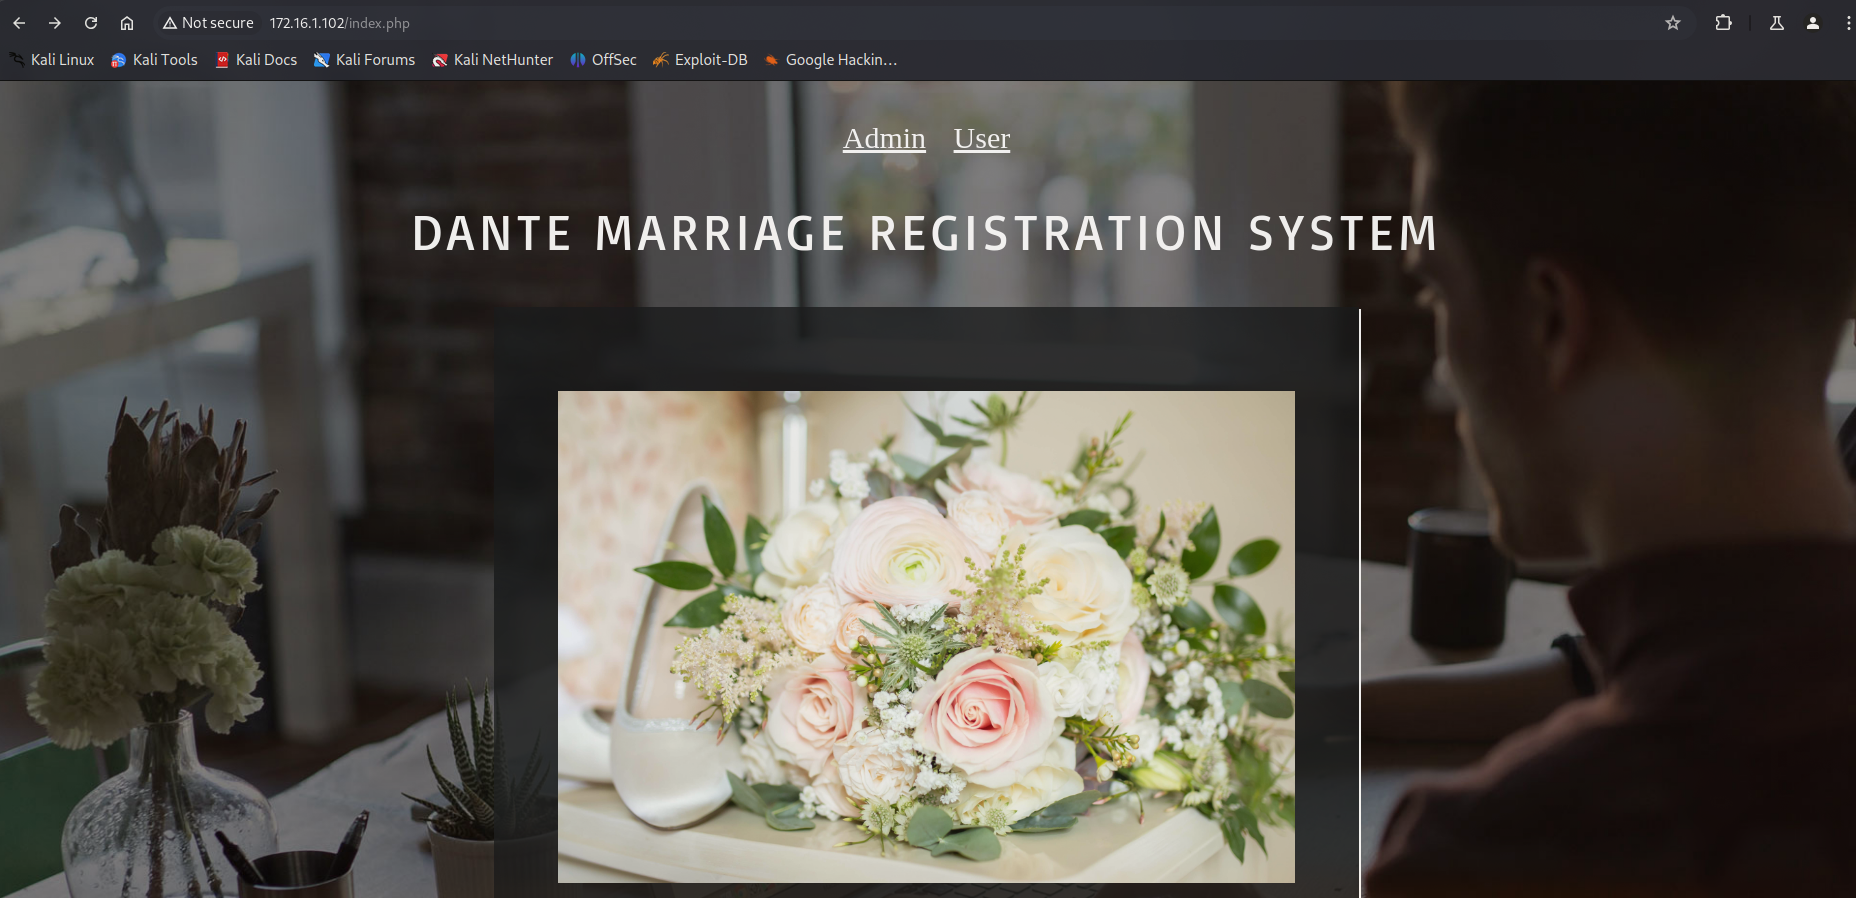 Not secure 172.16.1.102/index.php
Kali Linux Kali Tools Kali Docs Kali Forums Kali NetHunter OffSec Exploit-DB Google Hackin...
Admin User
DANTE MARRIAGE REGISTRATION SYSTEM